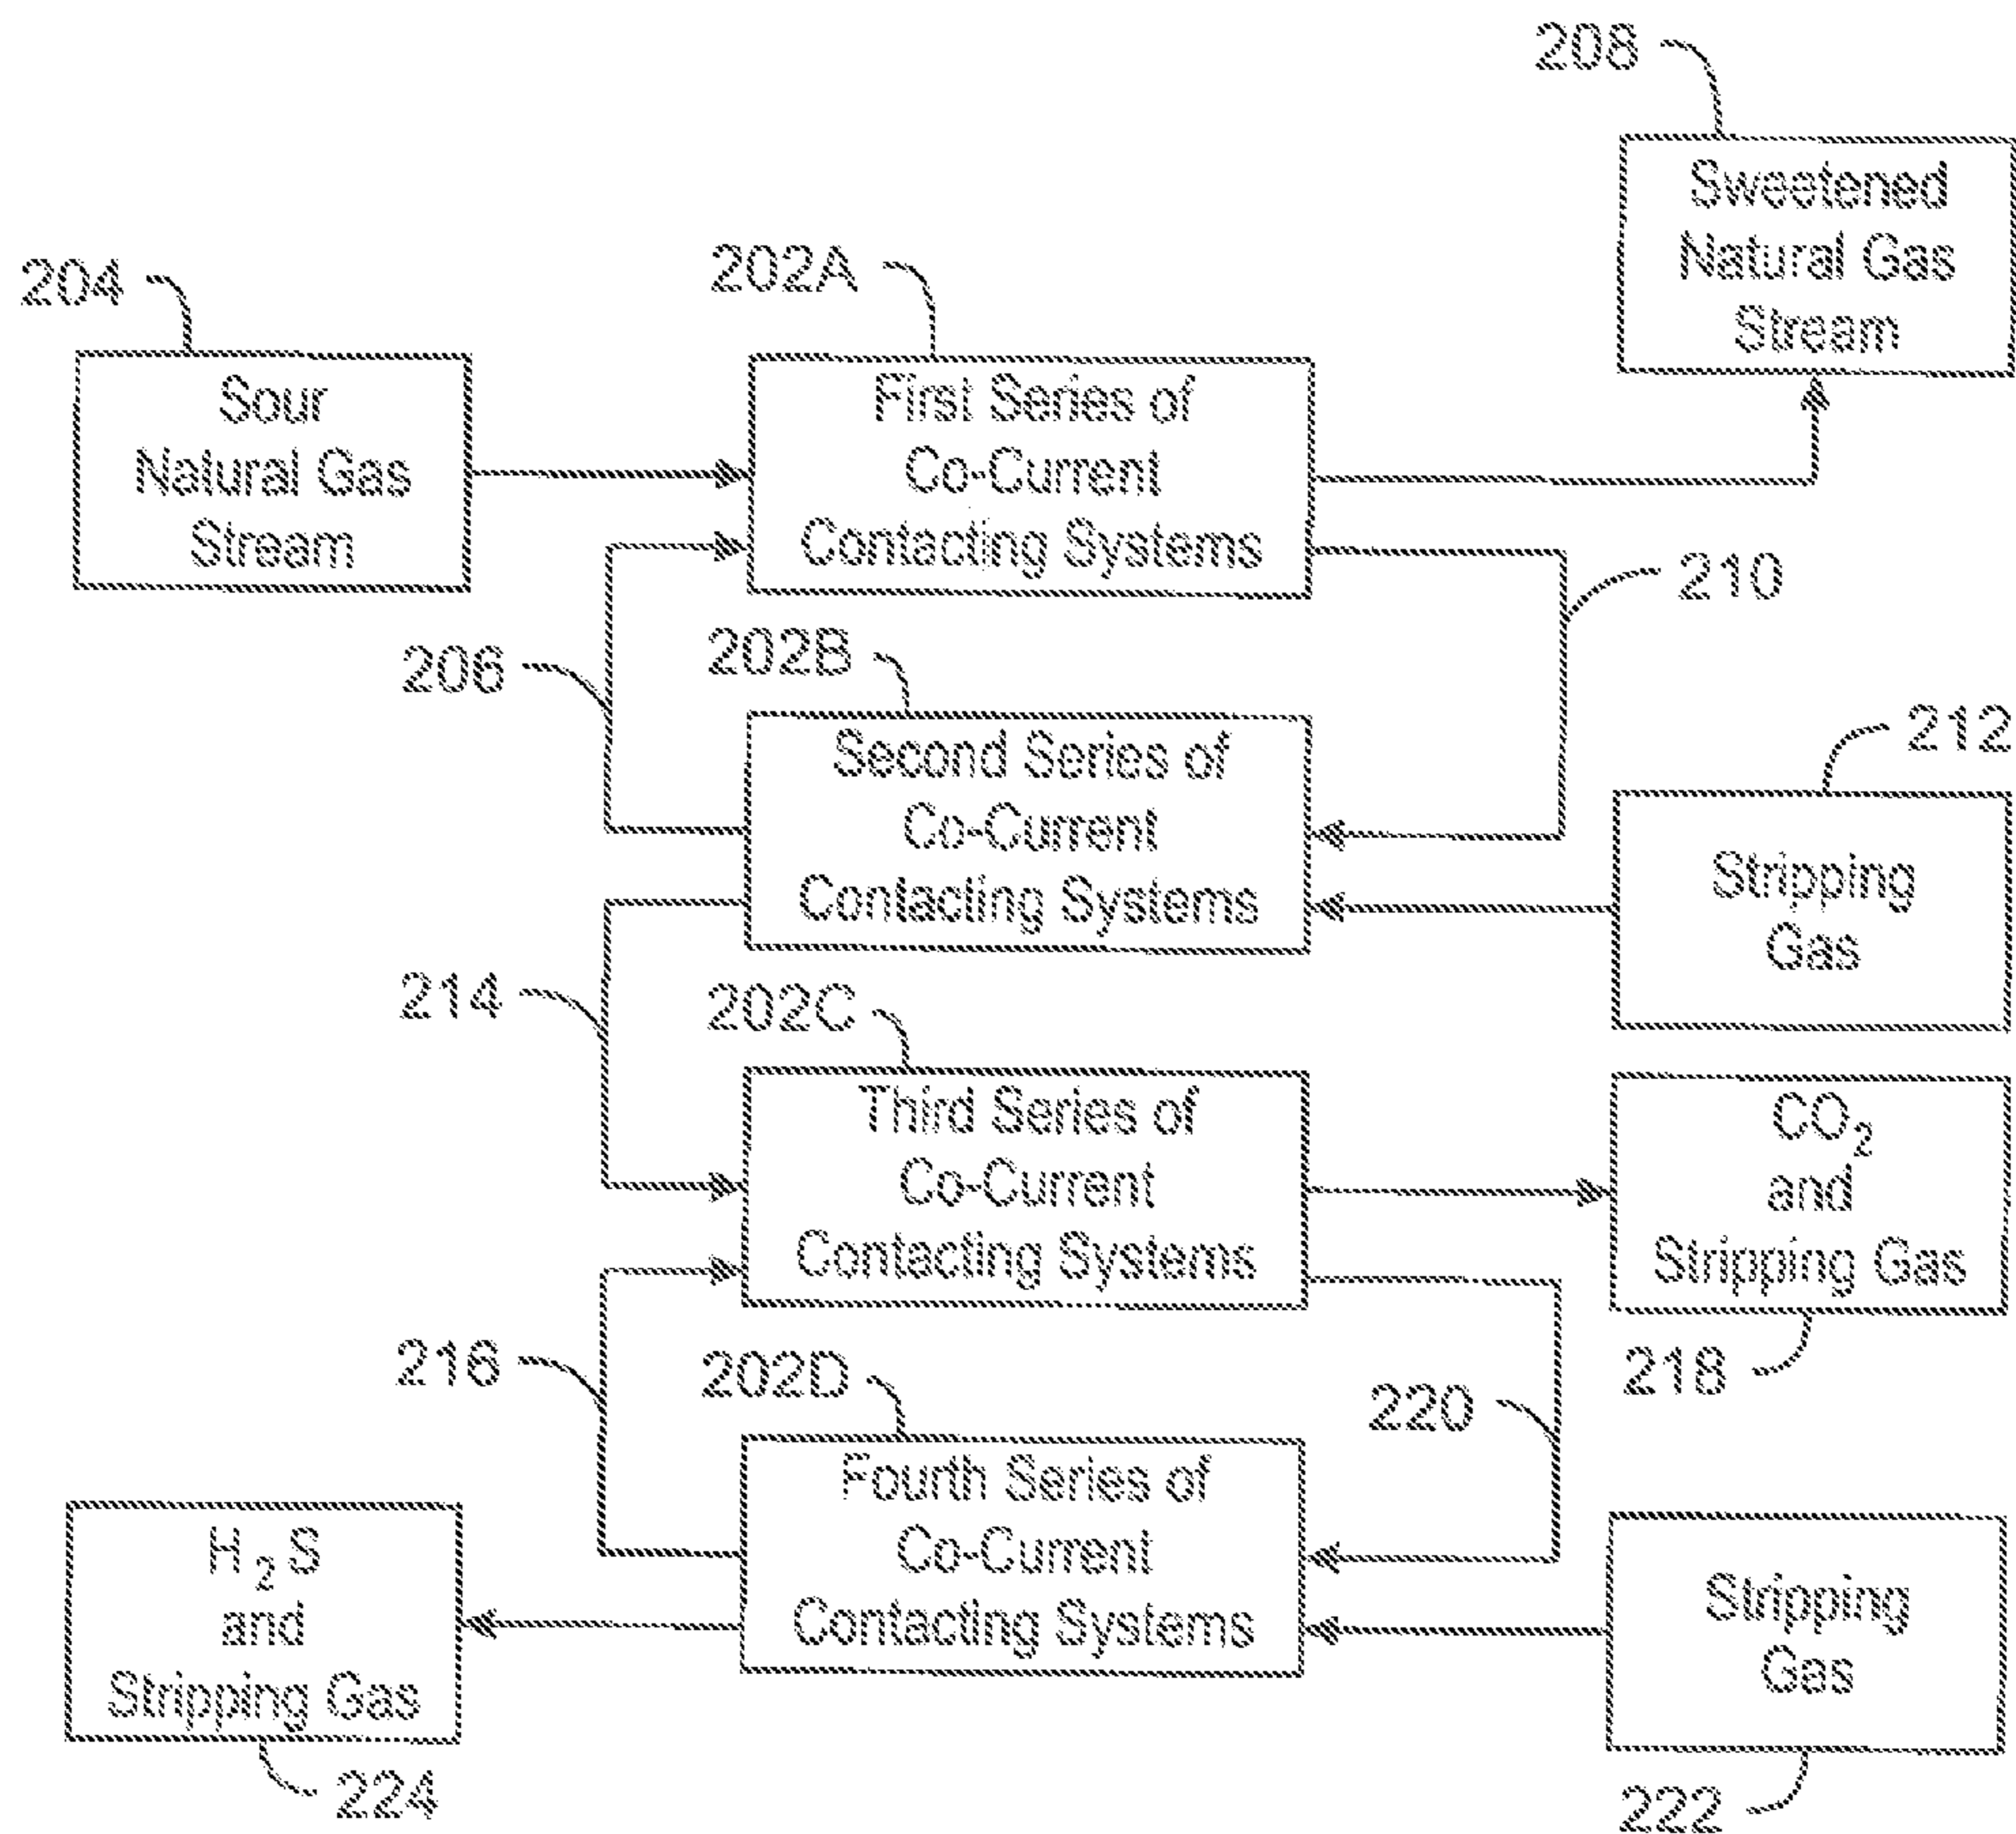 208
Sweetened
Natural Gas
Stream
204
Sour
Natural Gas
Stream
202A
First Series of
Co-Current
Contacting Systems
210
206
202B
Second Series of
Co-Current
Contacting Systems
212
Stripping
Gas
214
202C
Third Series of
Co-Current
Contacting Systems
CO2
and
Stripping Gas
218
216
202D
220
Fourth Series of
Co-Current
Contacting Systems
H2S
and
Stripping Gas
224
Stripping
Gas
222